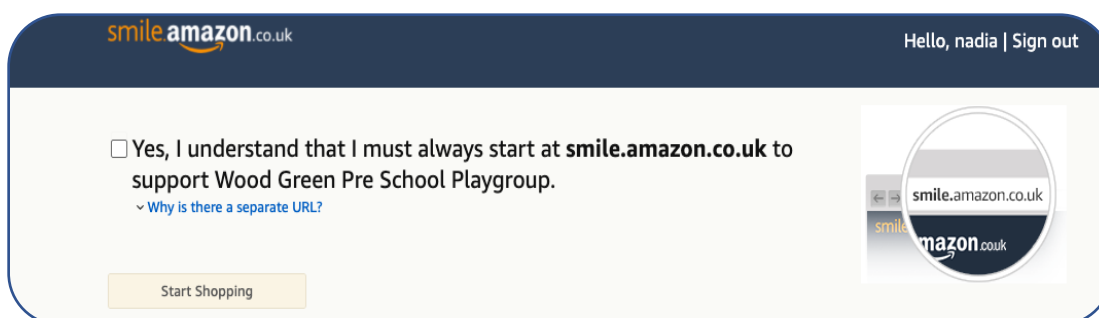 smile.amazon.co.uk
Hello, nadia | Sign out
Yes, I understand that I must always start at smile.amazon.co.uk to
support Wood Green Pre School Playgroup.
Why is there a separate URL?
smile.amazon.co.uk
smile
mazon.co.uk
Start Shopping